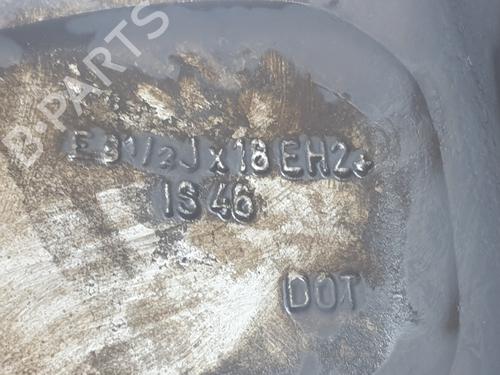 B-PARTS
E 8 1/2 J x 18 EH2+
IS 46
DOT